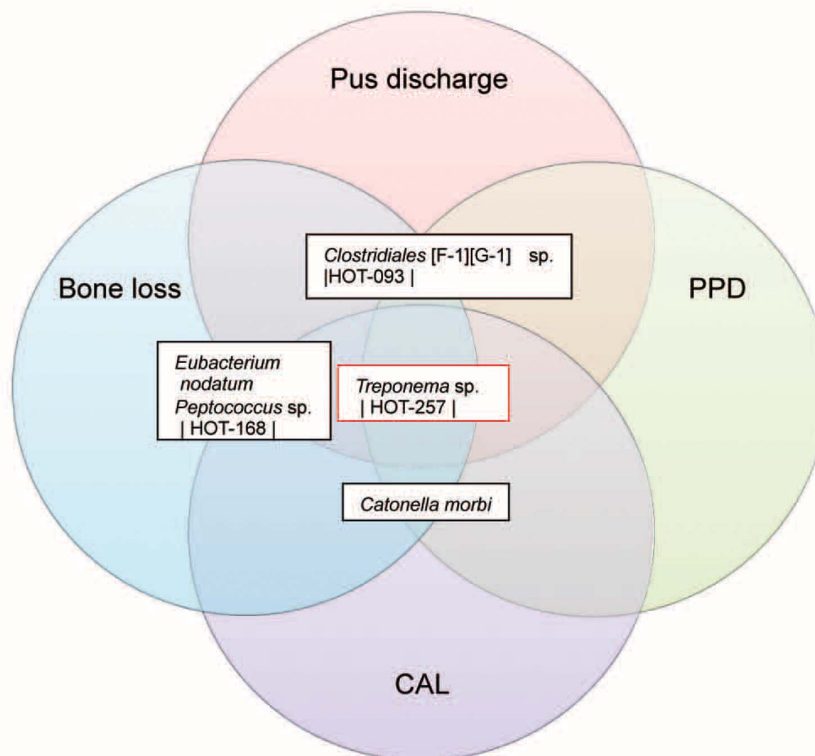 Pus discharge
Clostridiales [F-1][G-1] sp.
|HOT-093 |
Bone loss
PPD
Eubacterium
nodatum
Peptococcus sp.
| HOT-168 |
Treponema sp.
| HOT-257 |
Catonella morbi
CAL